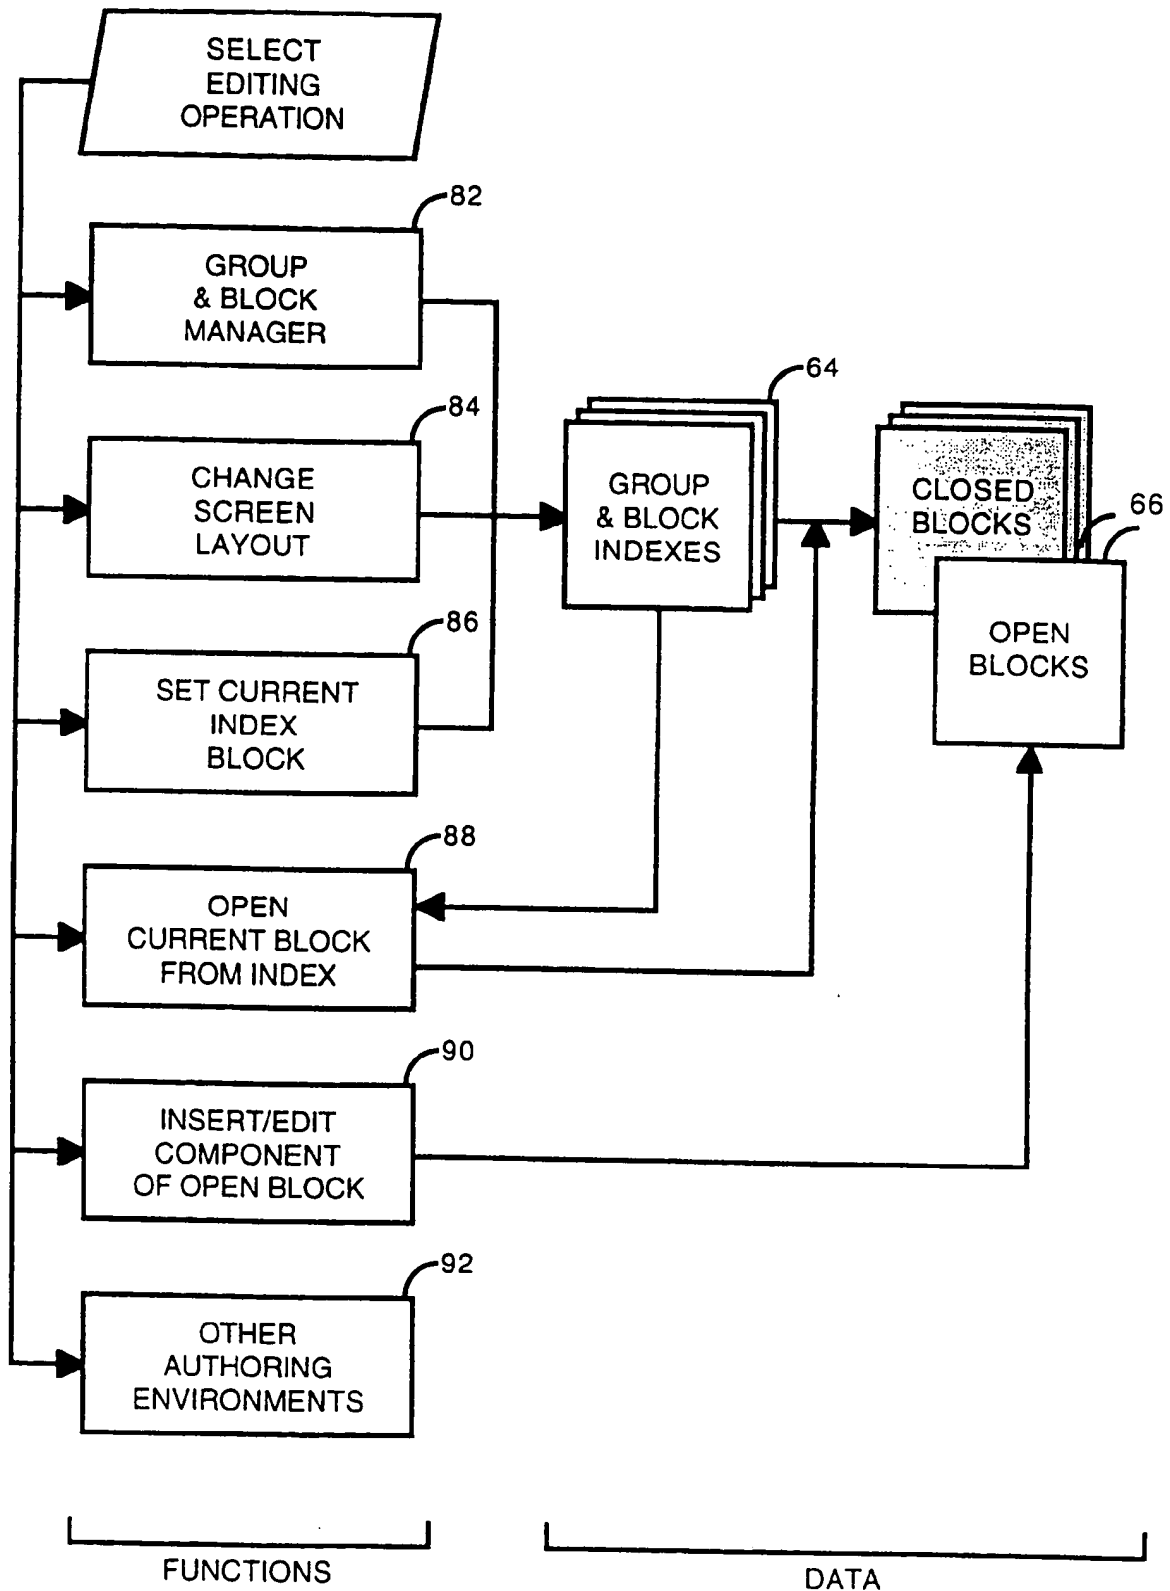 SELECT
EDITING
OPERATION
82
GROUP
& BLOCK
MANAGER
84
CHANGE
SCREEN
LAYOUT
86
SET CURRENT
INDEX
BLOCK
88
OPEN
CURRENT BLOCK
FROM INDEX
90
INSERT/EDIT
COMPONENT
OF OPEN BLOCK
92
OTHER
AUTHORING
ENVIRONMENTS
64
GROUP
& BLOCK
INDEXES
CLOSED
BLOCKS
66
OPEN
BLOCKS
FUNCTIONS
DATA